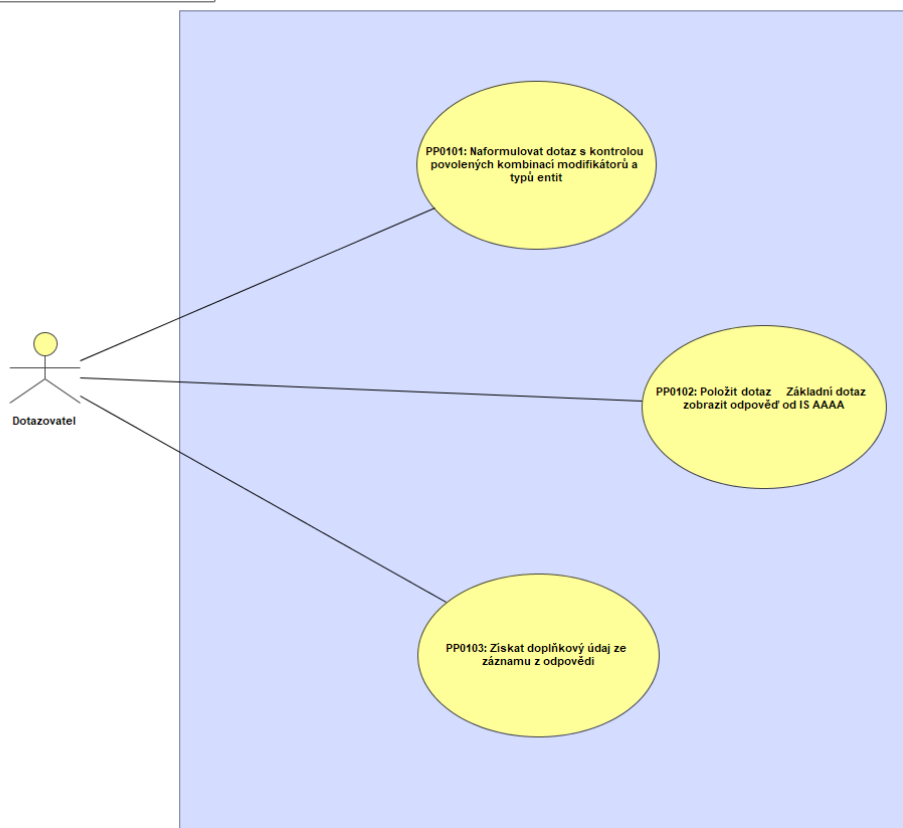 PP0101: Naformulovat dotaz s kontrolou
povolených kombinací modifikátorů a
typů entit
PP0102: Položit dotaz Základní dotaz
zobrazit odpověď od IS AAAA
Dotazovatel
PP0103: Získat doplňkový údaj ze
záznamu z odpovědi